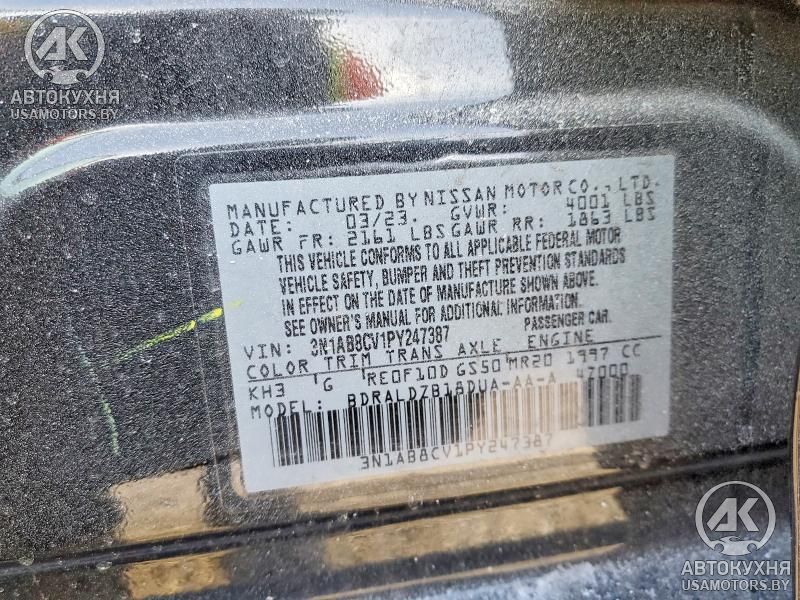 АК
АВТОКУХНЯ
USAMOTORS.BY
MANUFACTURED BY NISSAN MOTOR CO., LTD.
DATE: 03/23. GVWR: 4001 LBS
GAWR FR: 2161 LBS GAWR RR: 1863 LBS
THIS VEHICLE CONFORMS TO ALL APPLICABLE FEDERAL MOTOR
VEHICLE SAFETY, BUMPER AND THEFT PREVENTION STANDARDS
IN EFFECT ON THE DATE OF MANUFACTURE SHOWN ABOVE.
SEE OWNER'S MANUAL FOR ADDITIONAL INFORMATION.
VIN: 3N1AB8CV1PY247387 PASSENGER CAR.
COLOR TRIM TRANS AXLE ENGINE
KH3 G RE0F10D GS50 MR20 1997 CC
MODEL: BDRALDZB18DUA-AA-A 47000
3N1AB8CV1PY247387
АК
АВТОКУХНЯ
USAMOTORS.BY